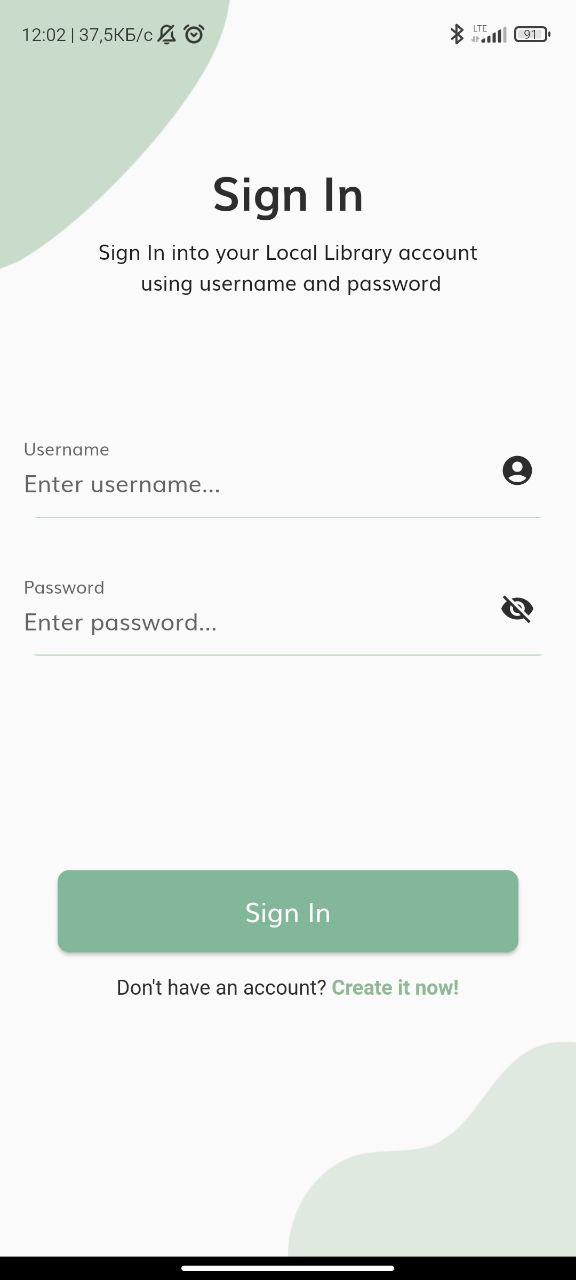 12:02 | 37,5КБ/с
LTE
91
Sign In
Sign In into your Local Library account
using username and password
Username
Enter username...
Password
Enter password...
Sign In
Don't have an account? Create it now!